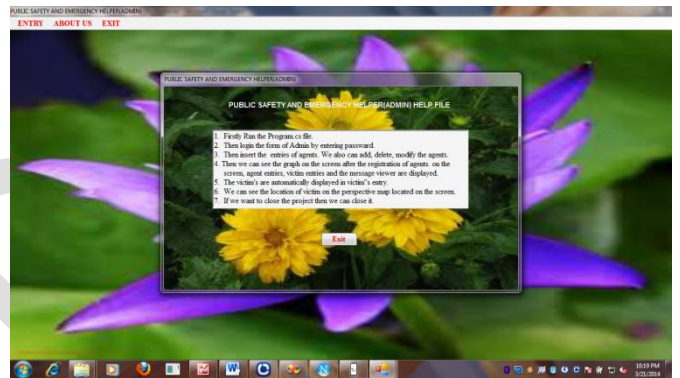 PUBLIC SAFETY AND EMERGENCY HELPER(ADMIN)
ENTRY ABOUT US EXIT
PUBLIC SAFETY AND EMERGENCY HELPER(ADMIN)
PUBLIC SAFETY AND EMERGENCY HELPER(ADMIN) HELP FILE
1. Firstly Run the Program.cs file.
2. Then login the form of Admin by entering passward.
3. Then insert the entries of agents. We also can add, delete, modify the agents.
4. Then we can see the graph on the screen after the registration of agents. on the
screen, agent entries, victim entries and the message viewer are displayed.
5. The victim's are automatically displayed in victim''s entry.
6. We can see the location of victim on the perspective map located on the screen.
7. If we want to close the project then we can close it.
Exit
10:19 PM
3/21/2014